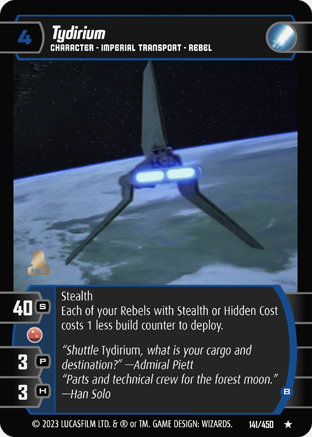 4
Tydirium
CHARACTER • IMPERIAL TRANSPORT • REBEL
40 S
3 P
3 H
Stealth
Each of your Rebels with Stealth or Hidden Cost
costs 1 less build counter to deploy.
"Shuttle Tydirium, what is your cargo and
destination?" —Admiral Piett
"Parts and technical crew for the forest moon."
—Han Solo
B
© 2023 LUCASFILM LTD. & ® or TM. GAME DESIGN: WIZARDS.
141/450